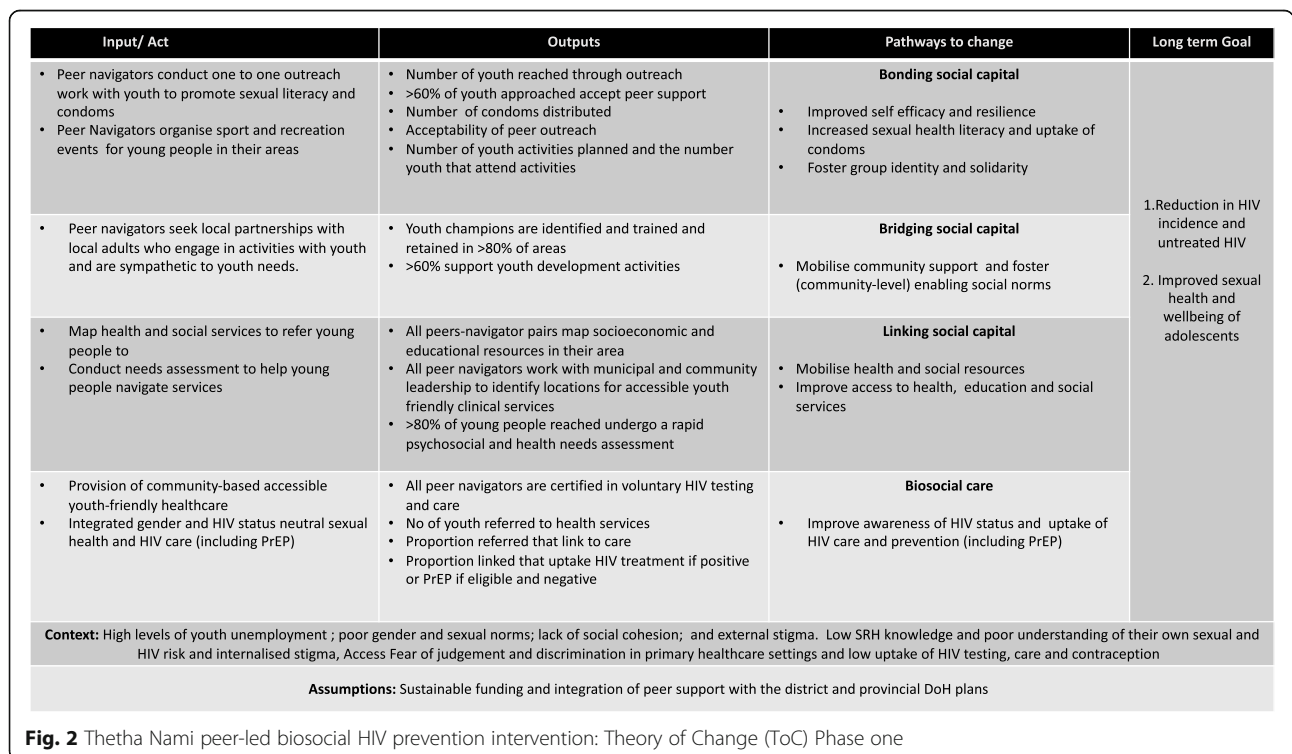 Input/ Act
Outputs
Pathways to change
Long term Goal
• Peer navigators conduct one to one outreach
work with youth to promote sexual literacy and
condoms
• Peer Navigators organise sport and recreation
events for young people in their areas
• Number of youth reached through outreach
• >60% of youth approached accept peer support
• Number of condoms distributed
• Acceptability of peer outreach
• Number of youth activities planned and the number
youth that attend activities
Bonding social capital
• Improved self efficacy and resilience
• Increased sexual health literacy and uptake of
condoms
• Foster group identity and solidarity
1.Reduction in HIV
incidence and
untreated HIV
2. Improved sexual
health and
wellbeing of
adolescents
• Peer navigators seek local partnerships with
local adults who engage in activities with youth
and are sympathetic to youth needs.
• Youth champions are identified and trained and
retained in >80% of areas
• >60% support youth development activities
Bridging social capital
• Mobilise community support and foster
(community-level) enabling social norms
• Map health and social services to refer young
people to
• Conduct needs assessment to help young
people navigate services
• All peers-navigator pairs map socioeconomic and
educational resources in their area
• All peer navigators work with municipal and community
leadership to identify locations for accessible youth
friendly clinical services
• >80% of young people reached undergo a rapid
psychosocial and health needs assessment
Linking social capital
• Mobilise health and social resources
• Improve access to health, education and social
services
• Provision of community-based accessible
youth-friendly healthcare
• Integrated gender and HIV status neutral sexual
health and HIV care (including PrEP)
• All peer navigators are certified in voluntary HIV testing
and care
• No of youth referred to health services
• Proportion referred that link to care
• Proportion linked that uptake HIV treatment if positive
or PrEP if eligible and negative
Biosocial care
• Improve awareness of HIV status and uptake of
HIV care and prevention (including PrEP)
Context: High levels of youth unemployment ; poor gender and sexual norms; lack of social cohesion; and external stigma. Low SRH knowledge and poor understanding of their own sexual and
HIV risk and internalised stigma, Access Fear of judgement and discrimination in primary healthcare settings and low uptake of HIV testing, care and contraception
Assumptions: Sustainable funding and integration of peer support with the district and provincial DoH plans
Fig. 2 Thetha Nami peer-led biosocial HIV prevention intervention: Theory of Change (ToC) Phase one